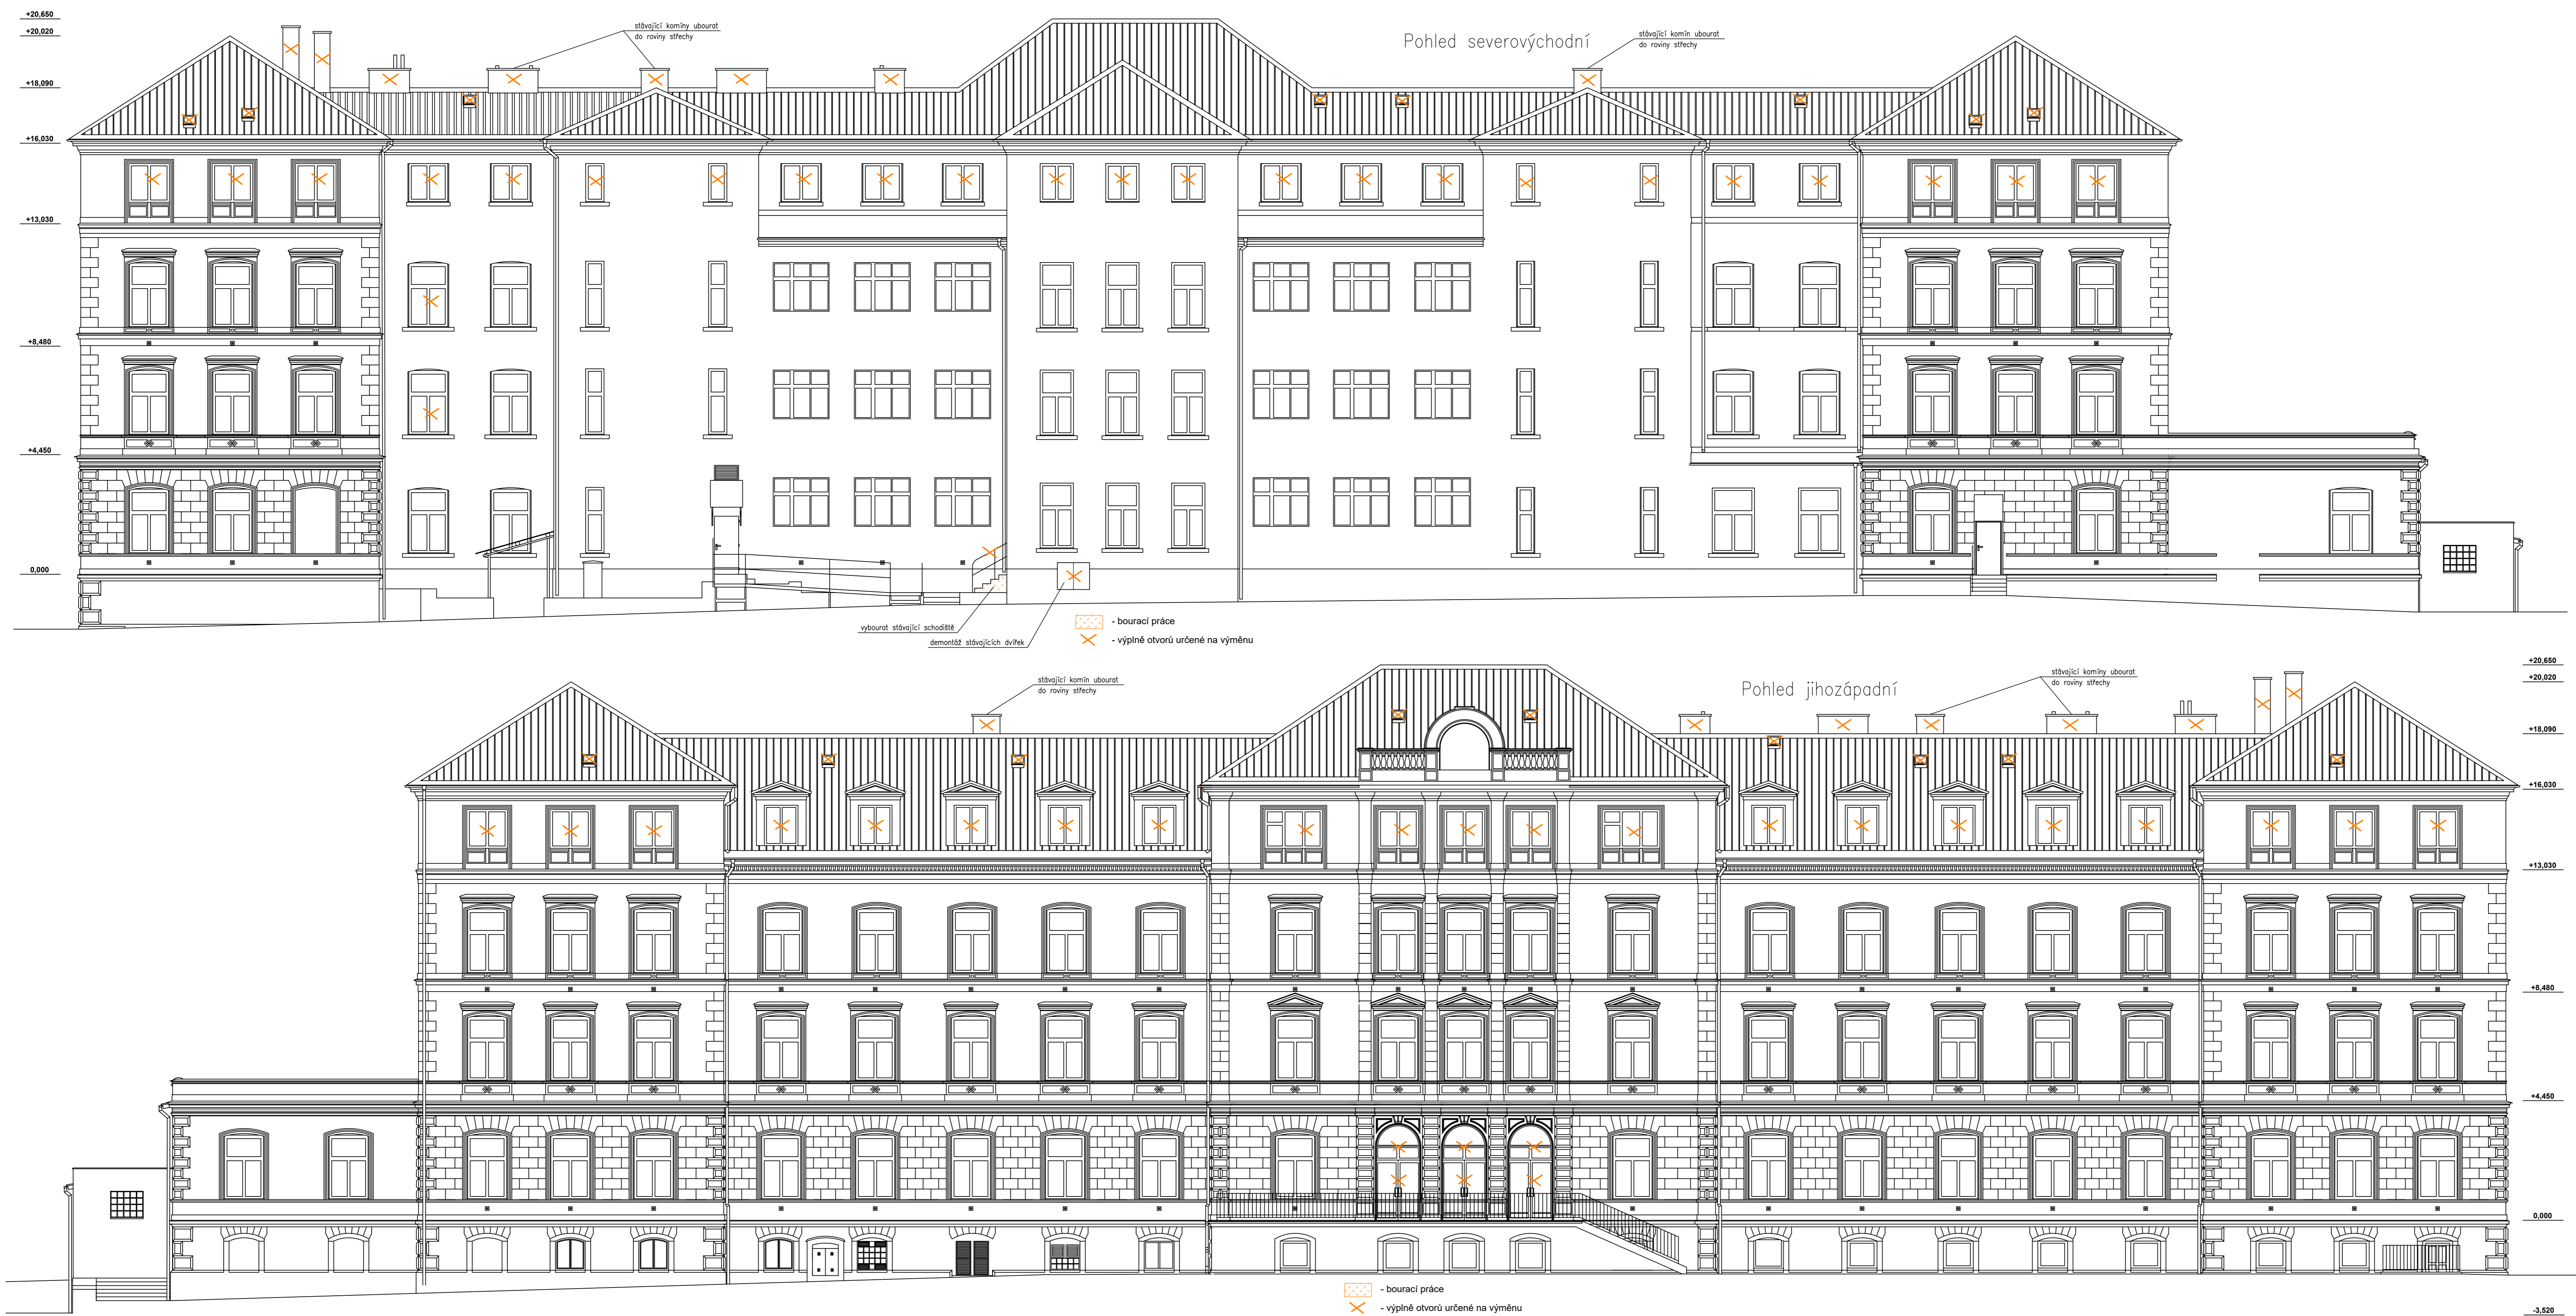 +20,650
+20,020
+18,090
+16,030
+13,030
+8,480
+4,450
0,000
stávající komíny ubourat
do roviny střechy
Pohled severovýchodní
stávající komín ubourat
do roviny střechy
vybourat stávající schodiště
demontáž stávajících dvířek
- bourací práce
- výplně otvorů určené na výměnu
stávající komín ubourat
do roviny střechy
Pohled jihozápadní
stávající komíny ubourat
do roviny střechy
+20,650
+20,020
+18,090
+16,030
+13,030
+8,480
+4,450
0,000
-3,520
- bourací práce
- výplně otvorů určené na výměnu